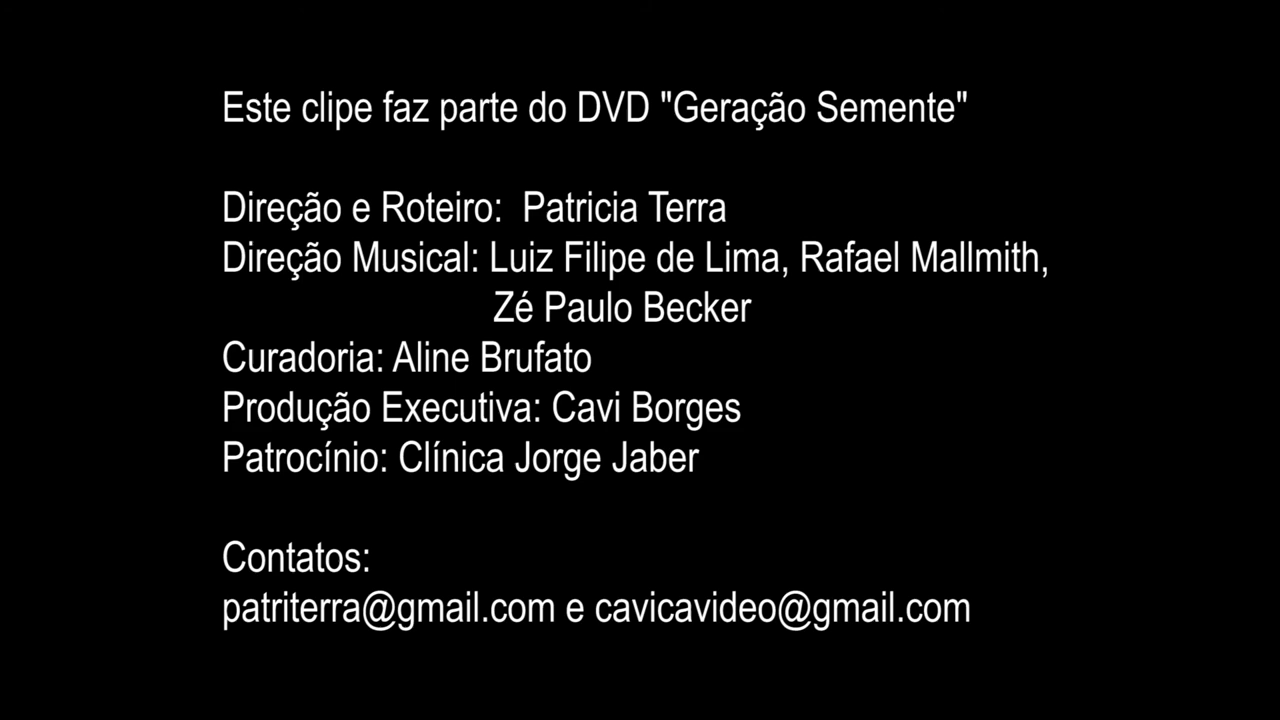 Este clipe faz parte do DVD "Geração Semente"
Direção e Roteiro:  Patricia Terra
Direção Musical: Luiz Filipe de Lima, Rafael Mallmith,
Zé Paulo Becker
Curadoria: Aline Brufato
Produção Executiva: Cavi Borges
Patrocínio: Clínica Jorge Jaber
Contatos:
patriterra@gmail.com e cavicavideo@gmail.com